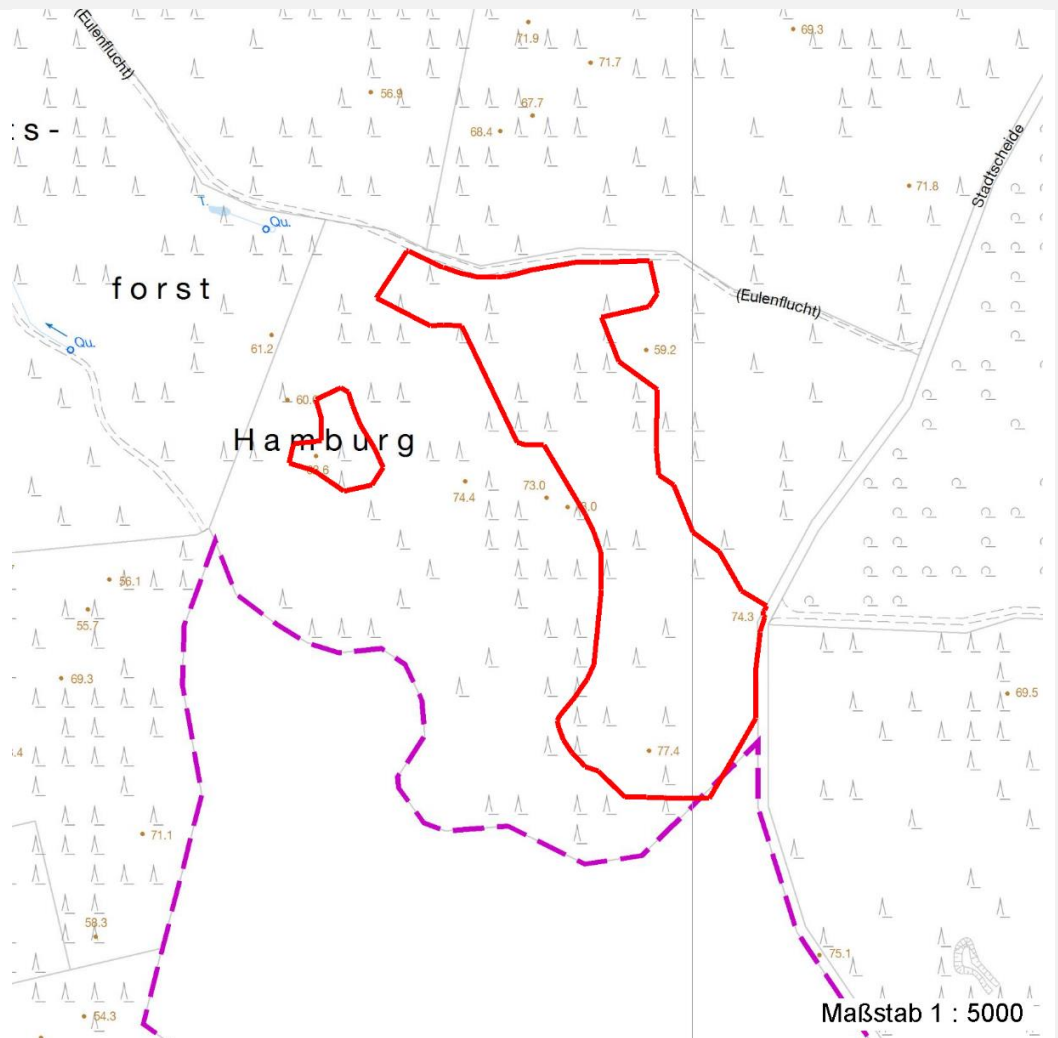 (Eulenflucht)
71.9
69.3
71.7
56.9
67.7
68.4
:s-
Stadtscheide
71.8
T.
Qu.
forst
(Eulenflucht)
Qu.
61.2
59.2
Hamburg
74.4
73.0
56.1
55.7
74.3
69.3
69.5
77.4
71.1
58.3
75.1
54.3
Maßstab 1 : 5000